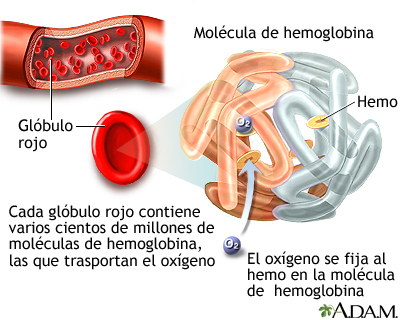 Molécula de hemoglobina
Hemo
Glóbulo
rojo
O₂
Cada glóbulo rojo contiene
varios cientos de millones de
moléculas de hemoglobina,
las que trasportan el oxígeno
O₂
El oxígeno se fija al
hemo en la molécula
de hemoglobina
ADAM.